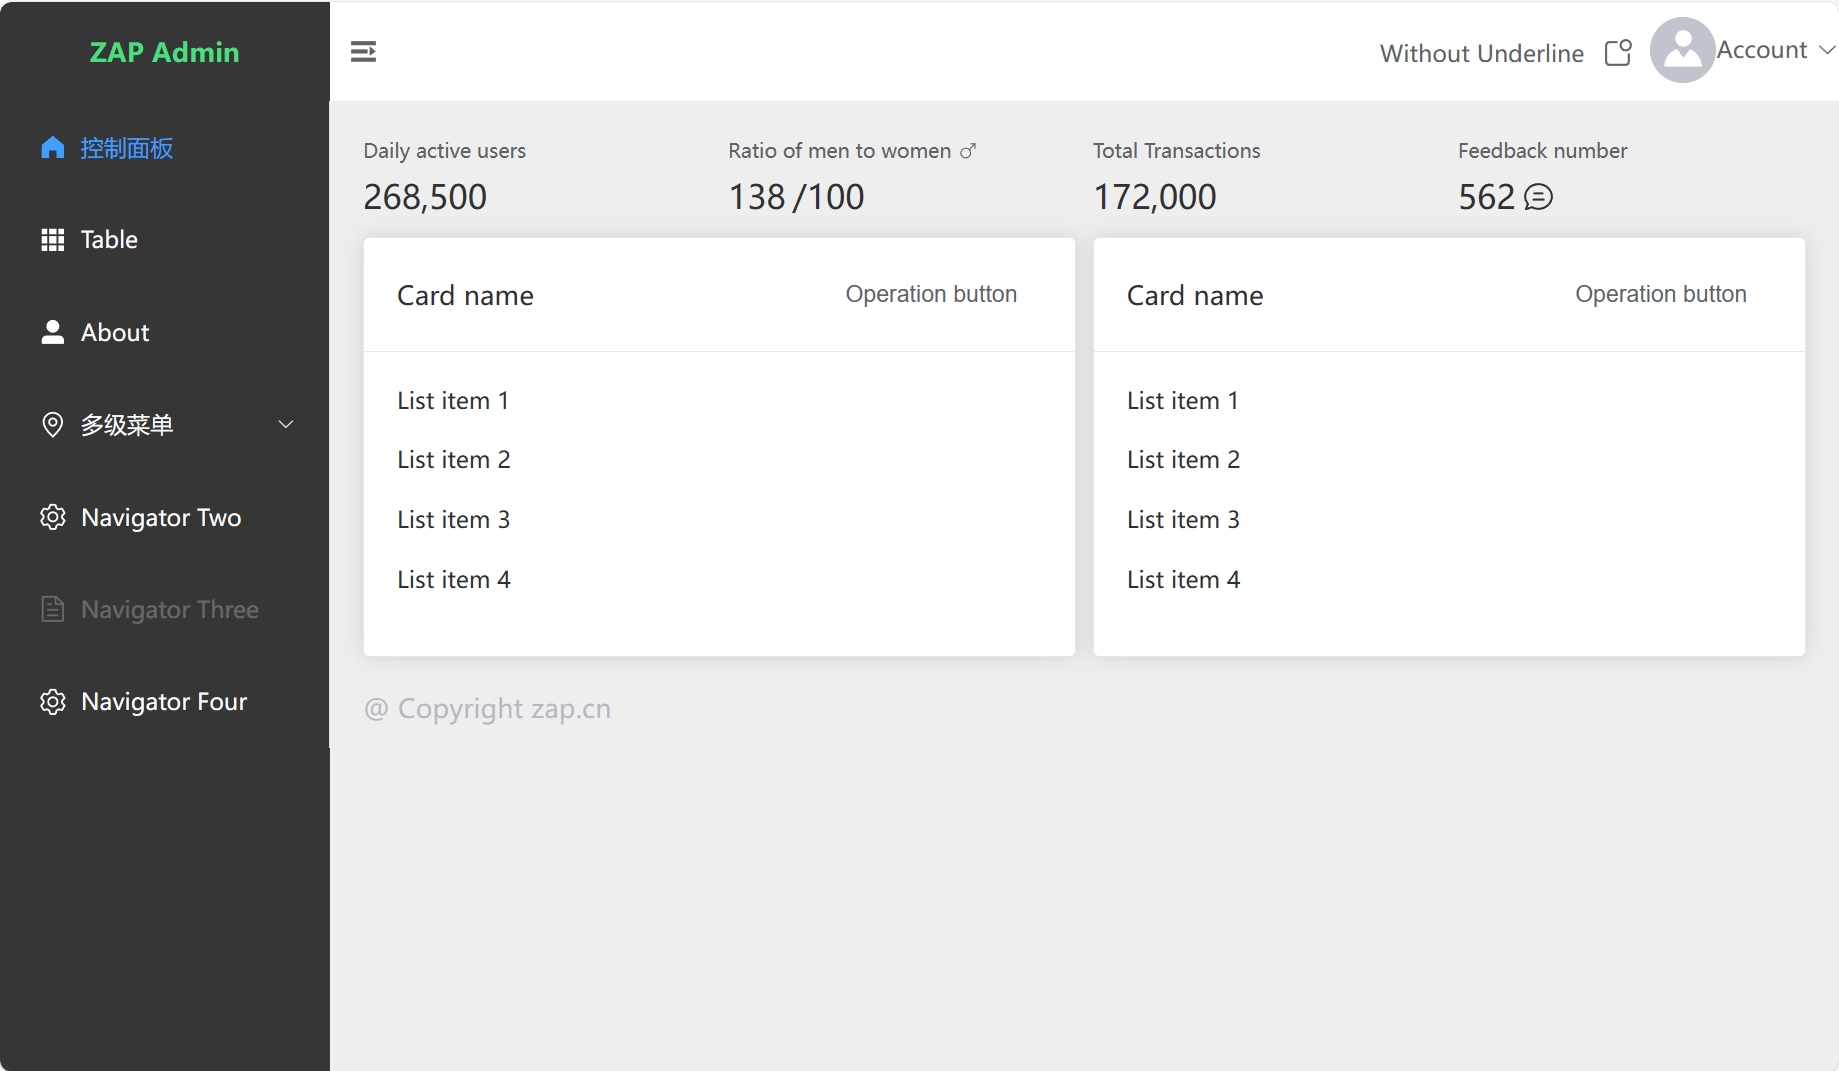 ZAP Admin
Without Underline
Account
控制面板
Table
About
多级菜单
Navigator Two
Navigator Three
Navigator Four
Daily active users
268,500
Ratio of men to women
138 /100
Total Transactions
172,000
Feedback number
562
Card name
Operation button
List item 1
List item 2
List item 3
List item 4
Card name
Operation button
List item 1
List item 2
List item 3
List item 4
@ Copyright zap.cn